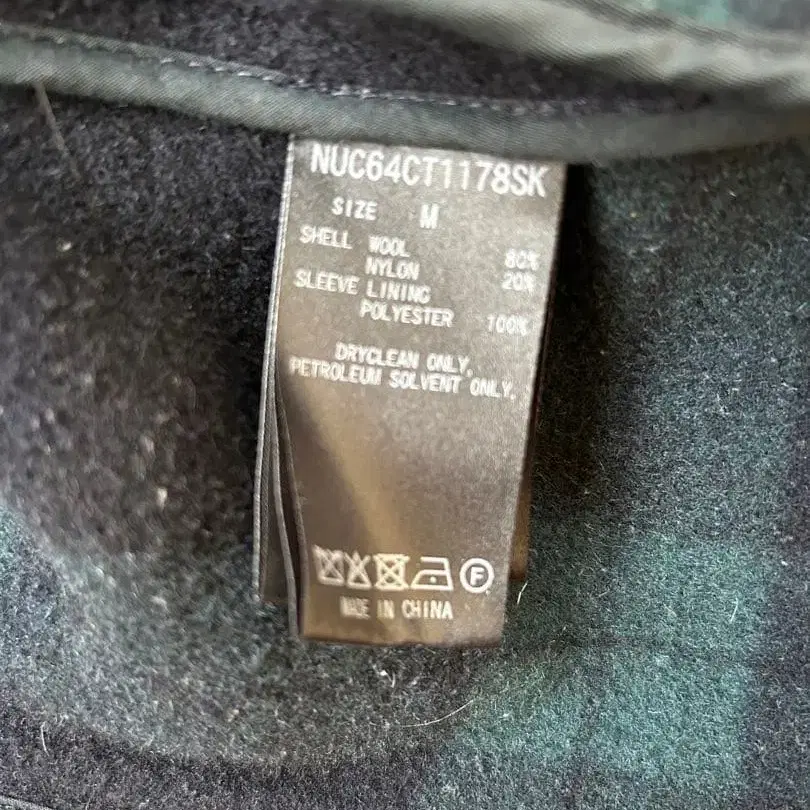 NUC64CT1178SK
SIZE M
SHELL WOOL 80%
NYLON 20%
SLEEVE LINING
POLYESTER 100%
DRYCLEAN ONLY.
PETROLEUM SOLVENT ONLY.
F
MADE IN CHINA